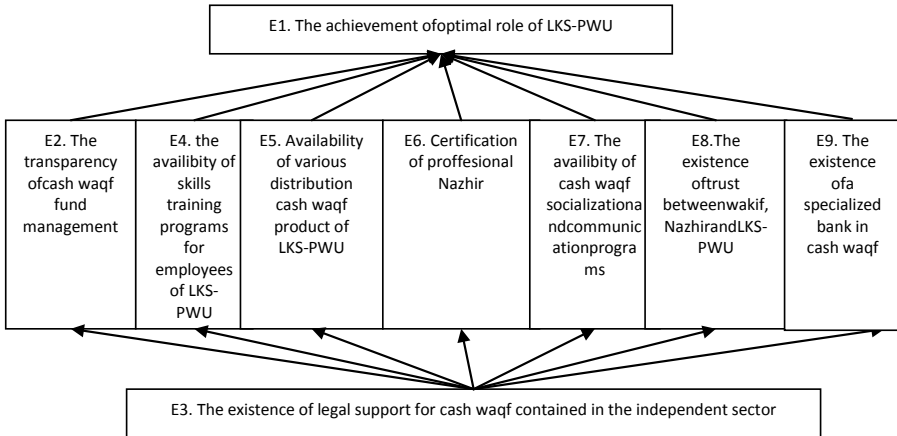 E1. The achievement ofoptimal role of LKS-PWU
E2. The
transparency
ofcash waqf
fund
management
E4. the
availibity of
skills
training
programs
for
employees
of LKS-
PWU
E5. Availability
of various
distribution
cash waqf
product of
LKS-PWU
E6. Certification
of proffesional
Nazhir
E7. The
availibity of
cash waqf
socializationa
ndcommunic
ationprogra
ms
E8.The
existence
oftrust
betweenwakif,
NazhirandLKS-
PWU
E9. The
existence
ofa
specialized
bank in
cash waqf
E3. The existence of legal support for cash waqf contained in the independent sector